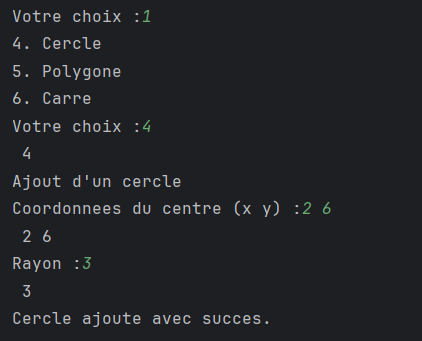 Votre choix :1
4. Cercle
5. Polygone
6. Carre
Votre choix :4
 4
Ajout d'un cercle
Coordonnees du centre (x y) :2 6
 2 6
Rayon :3
 3
Cercle ajoute avec succes.